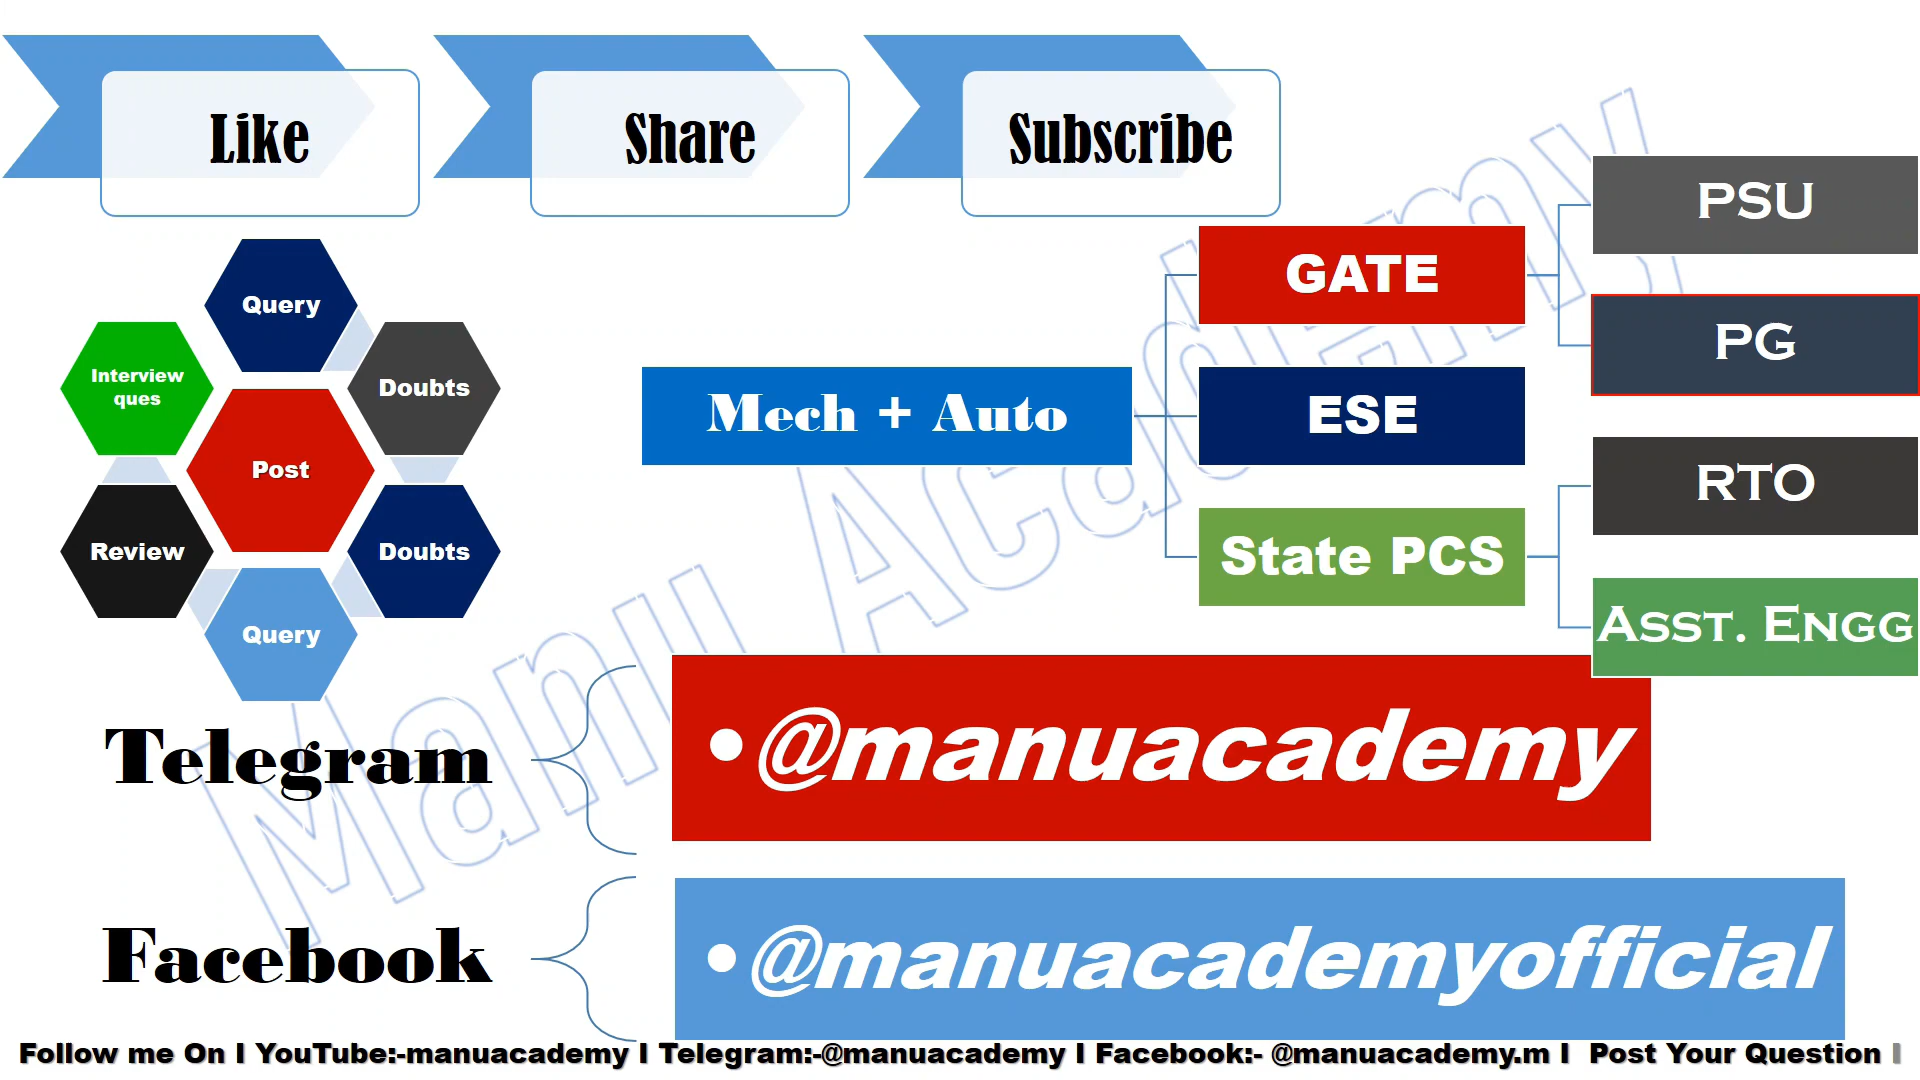 Like
Share
Subscribe
Query
Interview
ques
Doubts
Post
Review
Doubts
Query
Mech + Auto
GATE
ESE
State PCS
PSU
PG
RTO
Asst. Engg
Manu Academy
Telegram
•@manuacademy
Facebook
•@manuacademyofficial
Follow me On I YouTube:-manuacademy I Telegram:-@manuacademy I Facebook:- @manuacademy.m I Post Your Question I